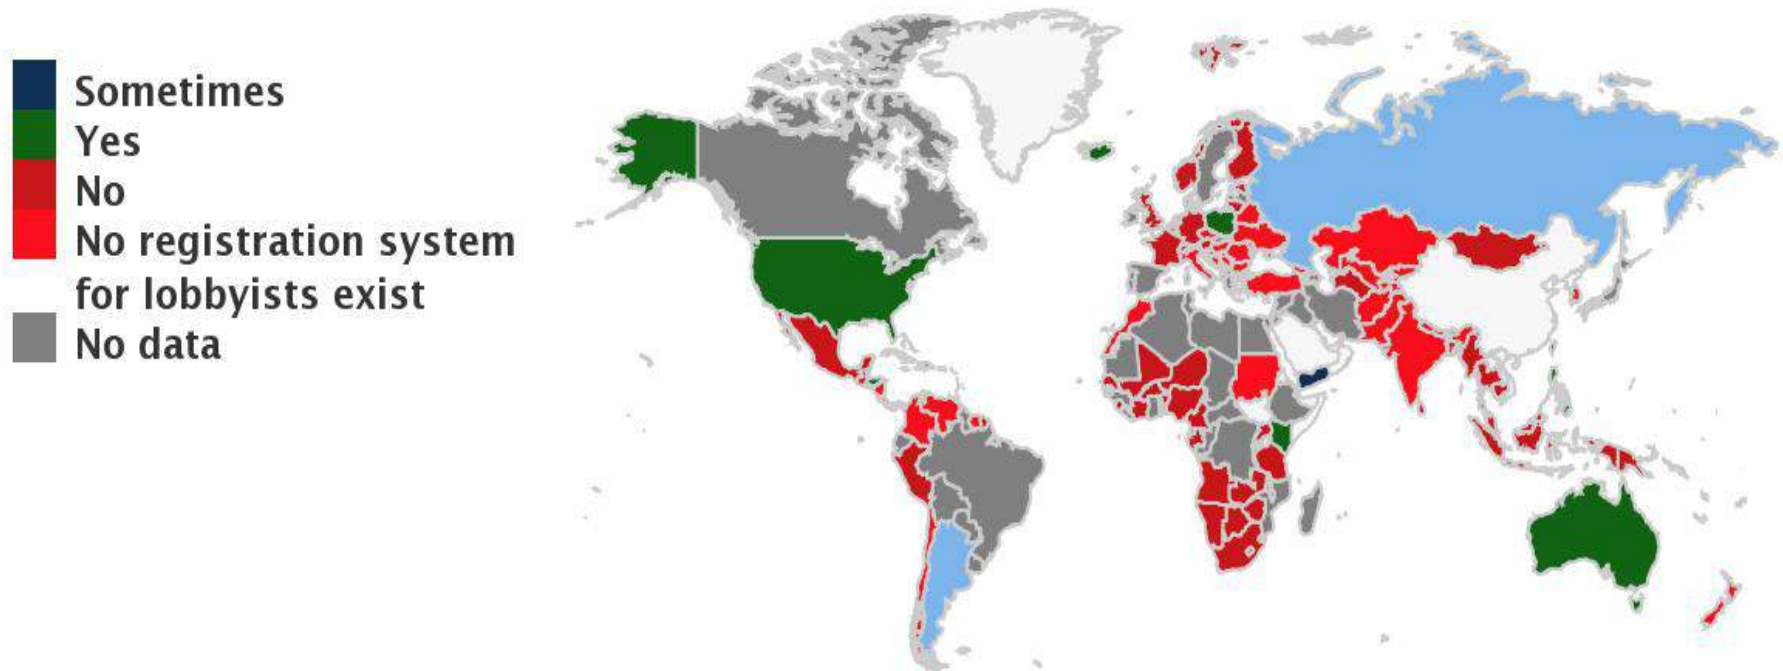 Sometimes
Yes
No
No registration system
for lobbyists exist
No data